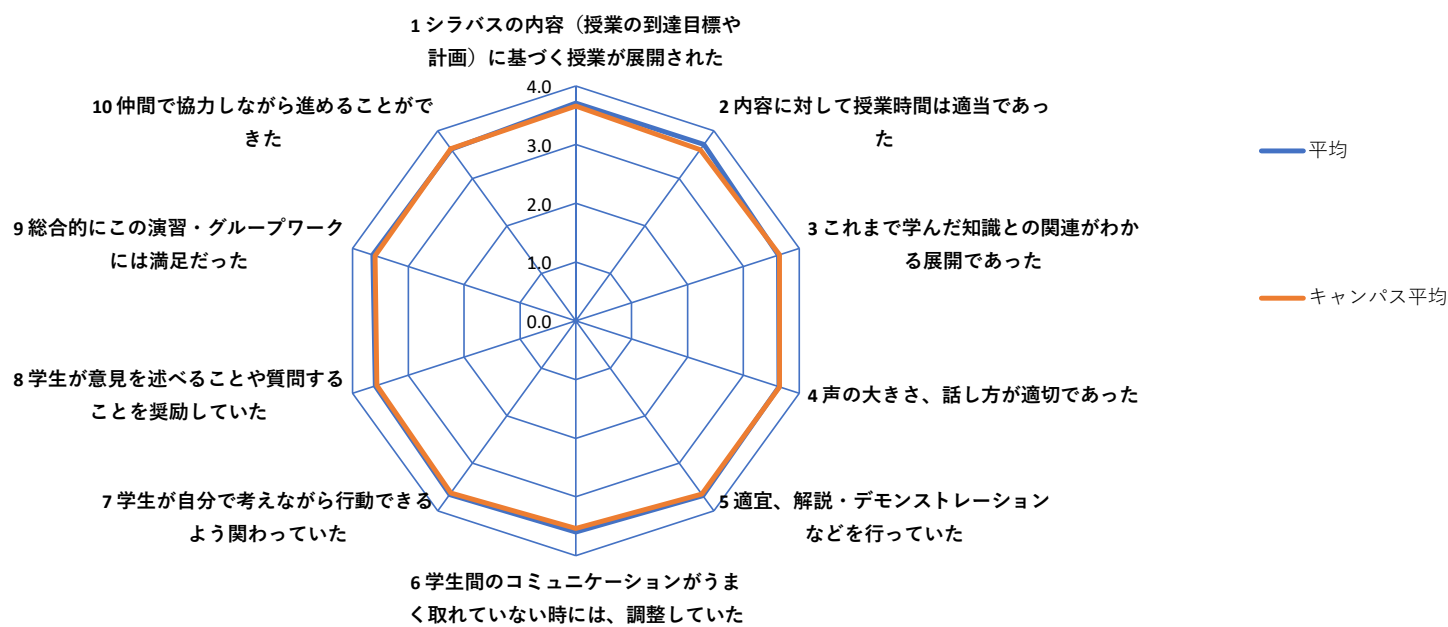 1 シラバスの内容（授業の到達目標や
計画）に基づく授業が展開された
2 内容に対して授業時間は適当であっ
た
3 これまで学んだ知識との関連がわか
る展開であった
4 声の大きさ、話し方が適切であった
5 適宜、解説・デモンストレーション
などを行っていた
6 学生間のコミュニケーションがうま
く取れていない時には、調整していた
7 学生が自分で考えながら行動できる
よう関わっていた
8 学生が意見を述べることや質問する
ことを奨励していた
9 総合的にこの演習・グループワーク
には満足だった
10 仲間で協力しながら進めることがで
きた
4.0
3.0
2.0
1.0
0.0
平均
キャンパス平均